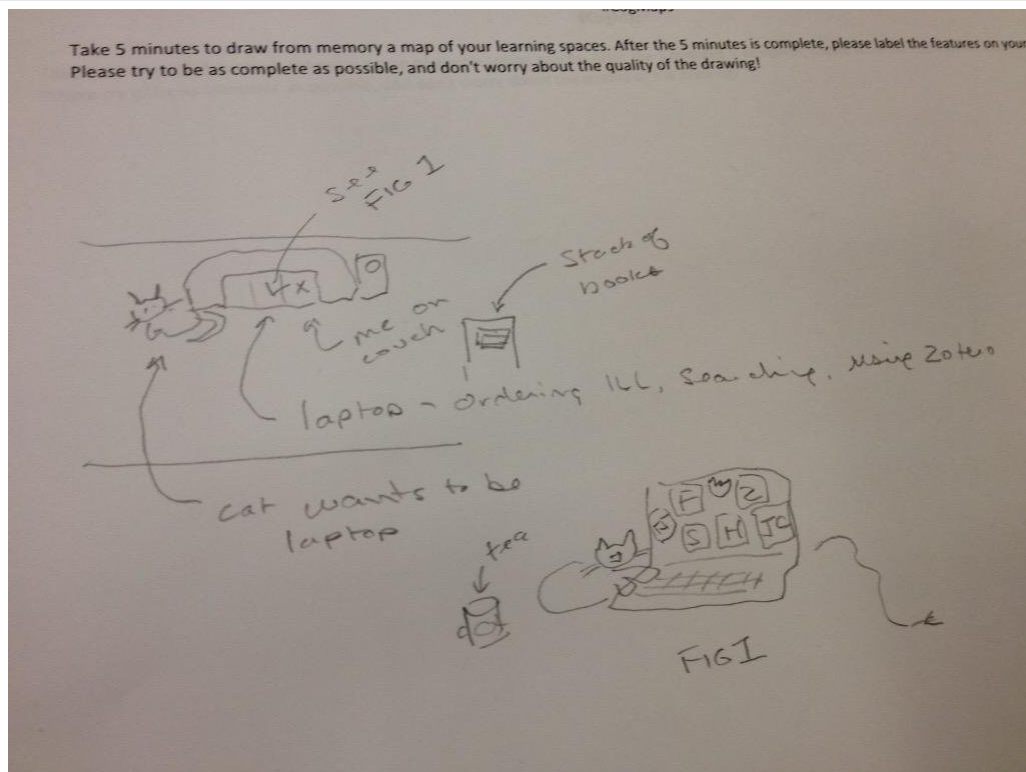 Take 5 minutes to draw from memory a map of your learning spaces. After the 5 minutes is complete, please label the features on your
Please try to be as complete as possible, and don't worry about the quality of the drawing!
see
FIG 1
Stack of
books
me on
couch
laptop - ordering ILL, searching, using Zotero
cat wants to be
laptop
tea
F
Z
S
H
FIG I